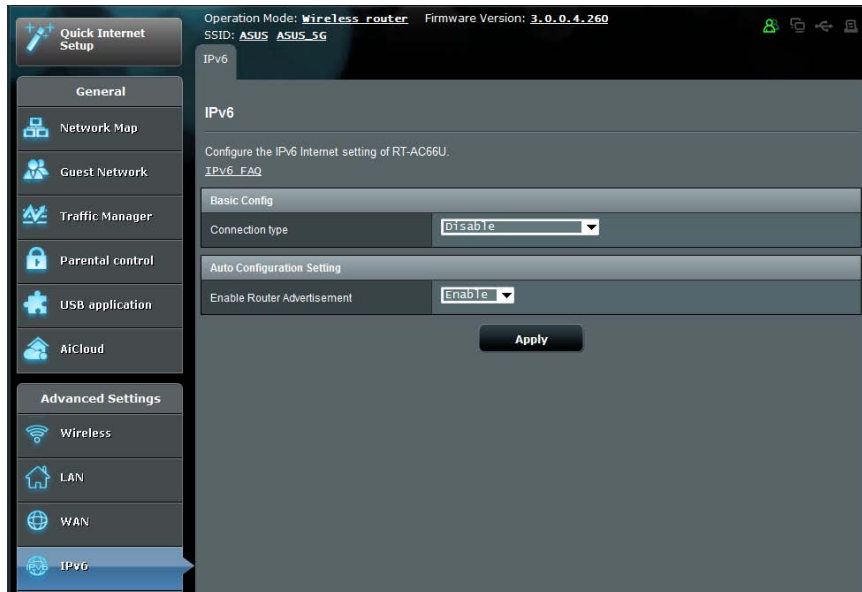 Quick Internet
Setup
Operation Mode: Wireless router Firmware Version: 3.0.0.4.260
SSID: ASUS ASUS_5G
IPv6
General
Network Map
Guest Network
Traffic Manager
Parental control
USB application
AiCloud
Advanced Settings
Wireless
LAN
WAN
IPv6
IPv6
Configure the IPv6 Internet setting of RT-AC66U.
IPv6 FAQ
Basic Config
Connection type Disable
Auto Configuration Setting
Enable Router Advertisement Enable
Apply